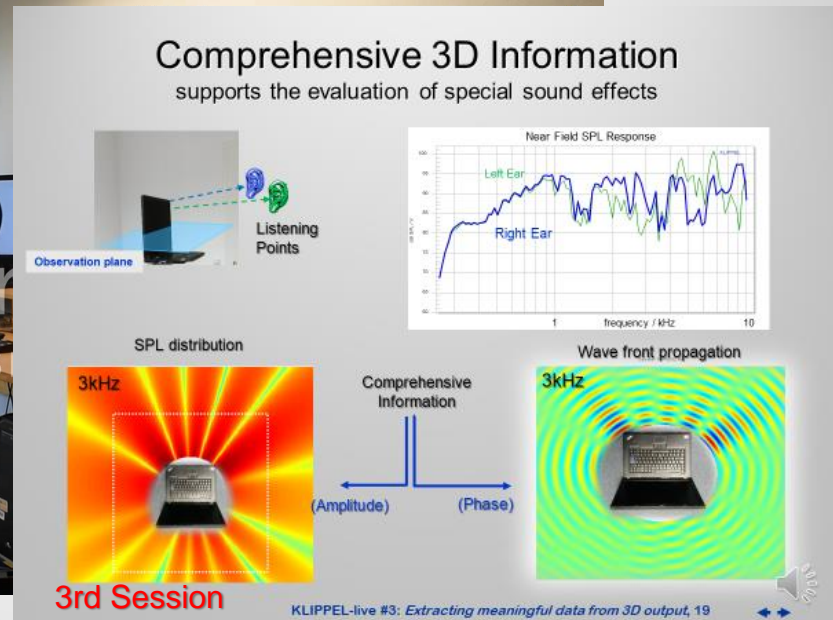 Comprehensive 3D Information
supports the evaluation of special sound effects
Listening
Points
Observation plane
Near Field SPL Response
KLIPPEL
Left Ear
Right Ear
1 frequency / kHz 10
SPL distribution
3kHz
Comprehensive
Information
(Amplitude)
(Phase)
Wave front propagation
3kHz
3rd Session
KLIPPEL-live #3: Extracting meaningful data from 3D output, 19